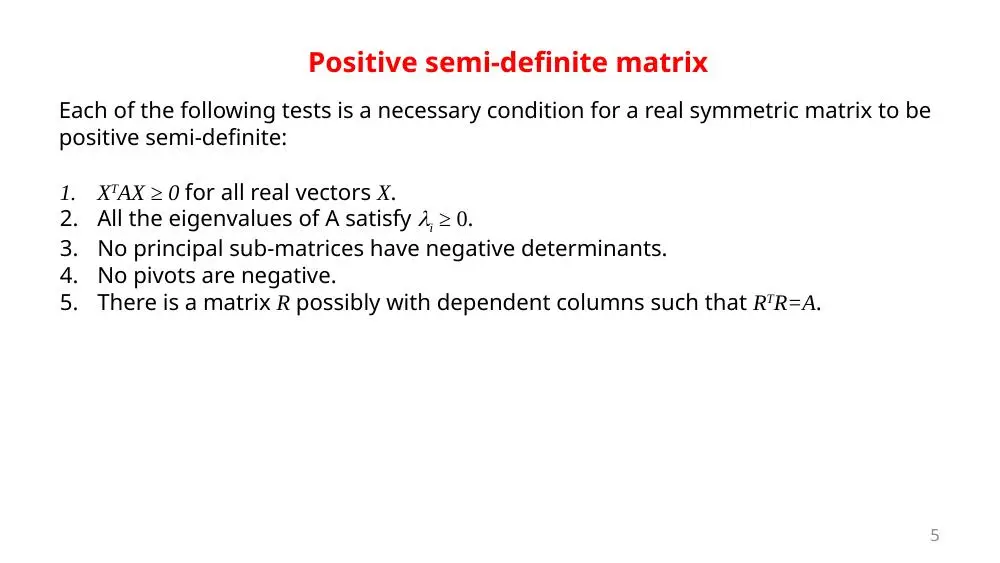 Positive semi-definite matrix
Each of the following tests is a necessary condition for a real symmetric matrix to be
positive semi-definite:
1. XᵀAX ≥ 0 for all real vectors X.
2. All the eigenvalues of A satisfy λᵢ ≥ 0.
3. No principal sub-matrices have negative determinants.
4. No pivots are negative.
5. There is a matrix R possibly with dependent columns such that RᵀR=A.
5